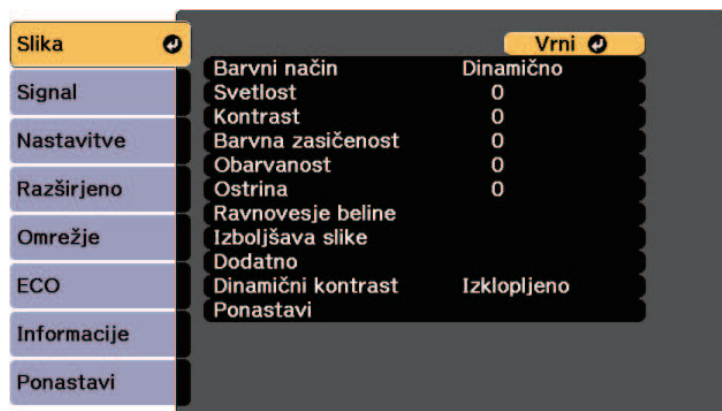 Slika
Signal
Nastavitve
Razširjeno
Omrežje
ECO
Informacije
Ponastavi
Vrni
Barvni način Dinamično
Svetlost 0
Kontrast 0
Barvna zasičenost 0
Obarvanost 0
Ostrina 0
Ravnovesje beline
Izboljšava slike
Dodatno
Dinamični kontrast Izklopljeno
Ponastavi